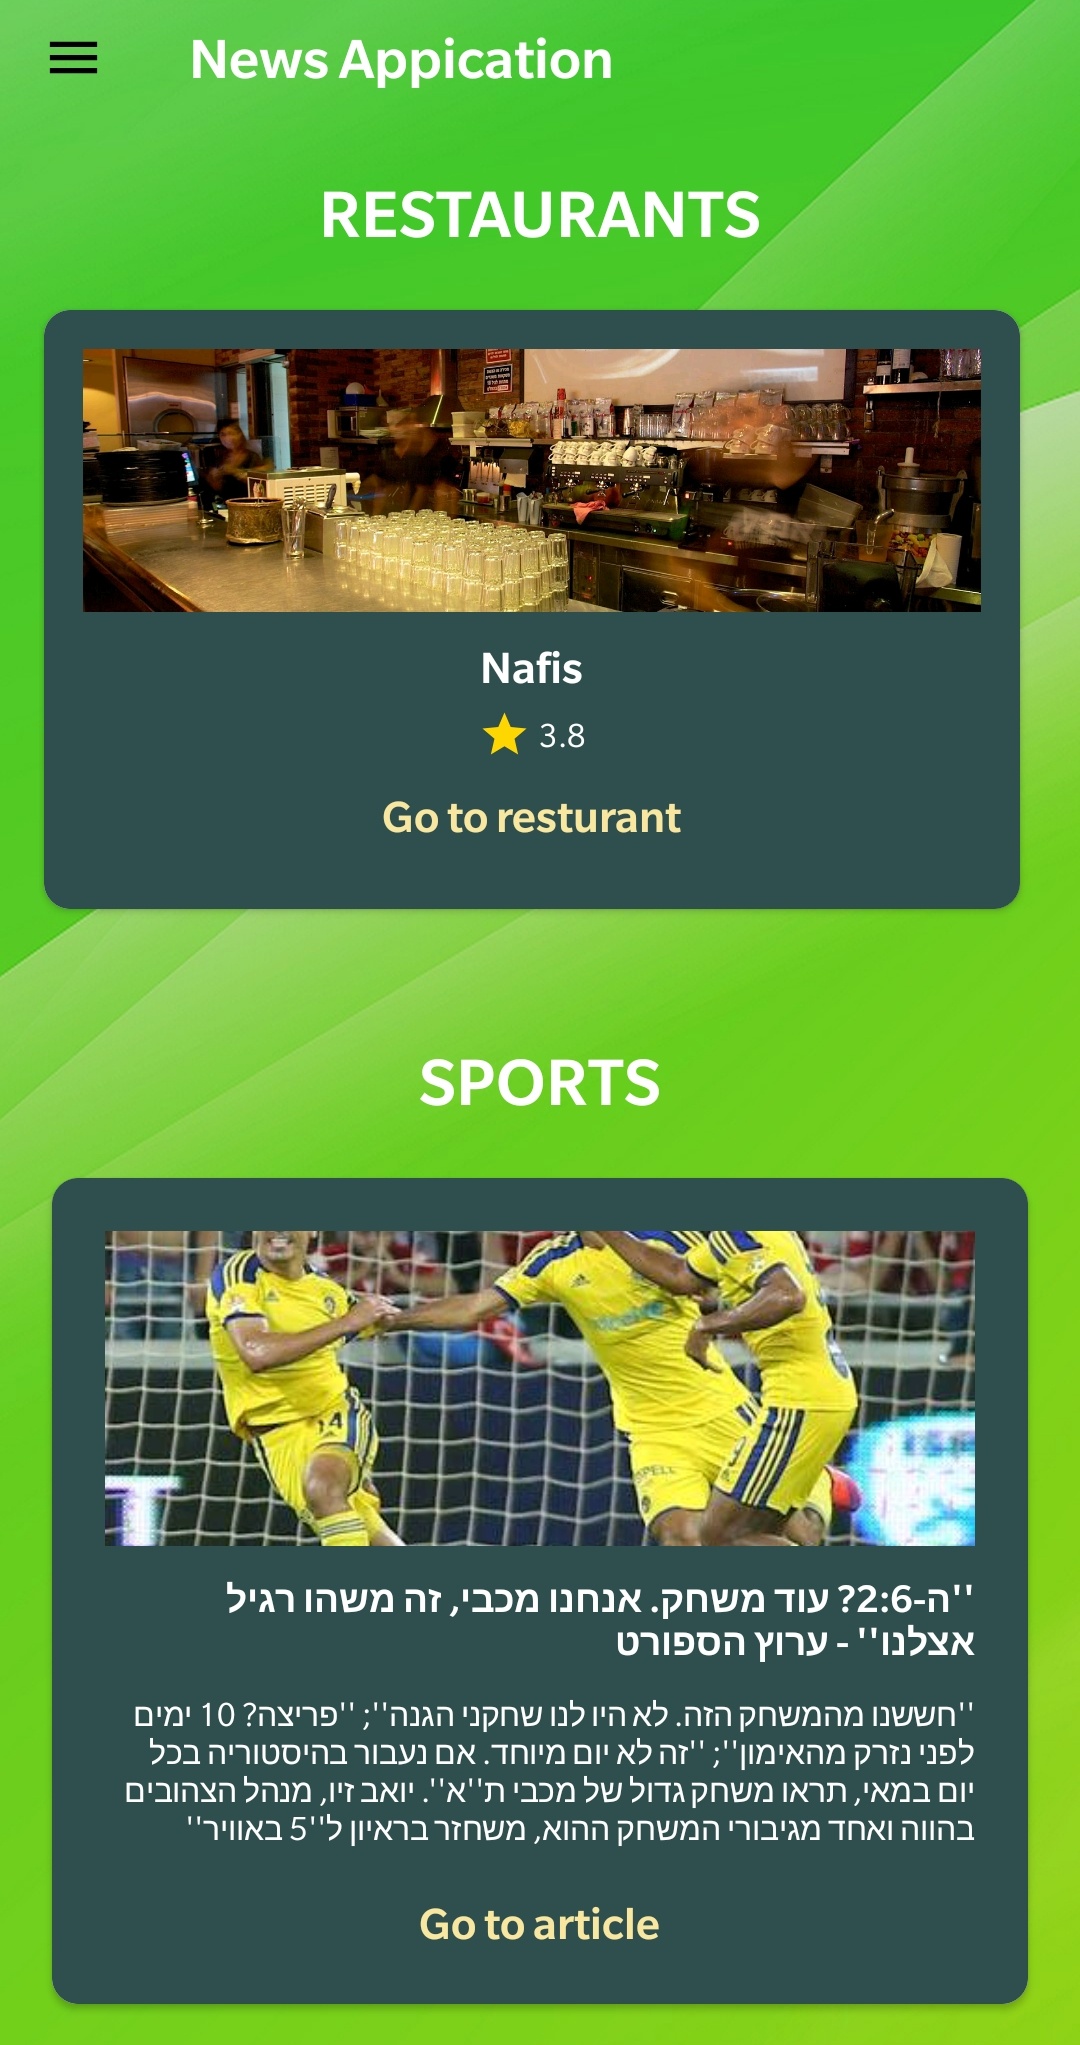 News Appication
RESTAURANTS
Nafis
3.8
Go to resturant
SPORTS
14
''ה-2:6? עוד משחק. אנחנו מכבי, זה משהו רגיל
אצלנו'' - ערוץ הספורט
''חששנו מהמשחק הזה. לא היו לנו שחקני הגנה''; ''פריצה? 10 ימים
לפני נזרק מהאימון''; ''זה לא יום מיוחד. אם נעבור בהיסטוריה בכל
יום במאי, תראו משחק גדול של מכבי ת''א''. יואב זיו, מנהל הצהובים
בהווה ואחד מגיבורי המשחק ההוא, משחזר בראיון ל''5 באוויר''
Go to article